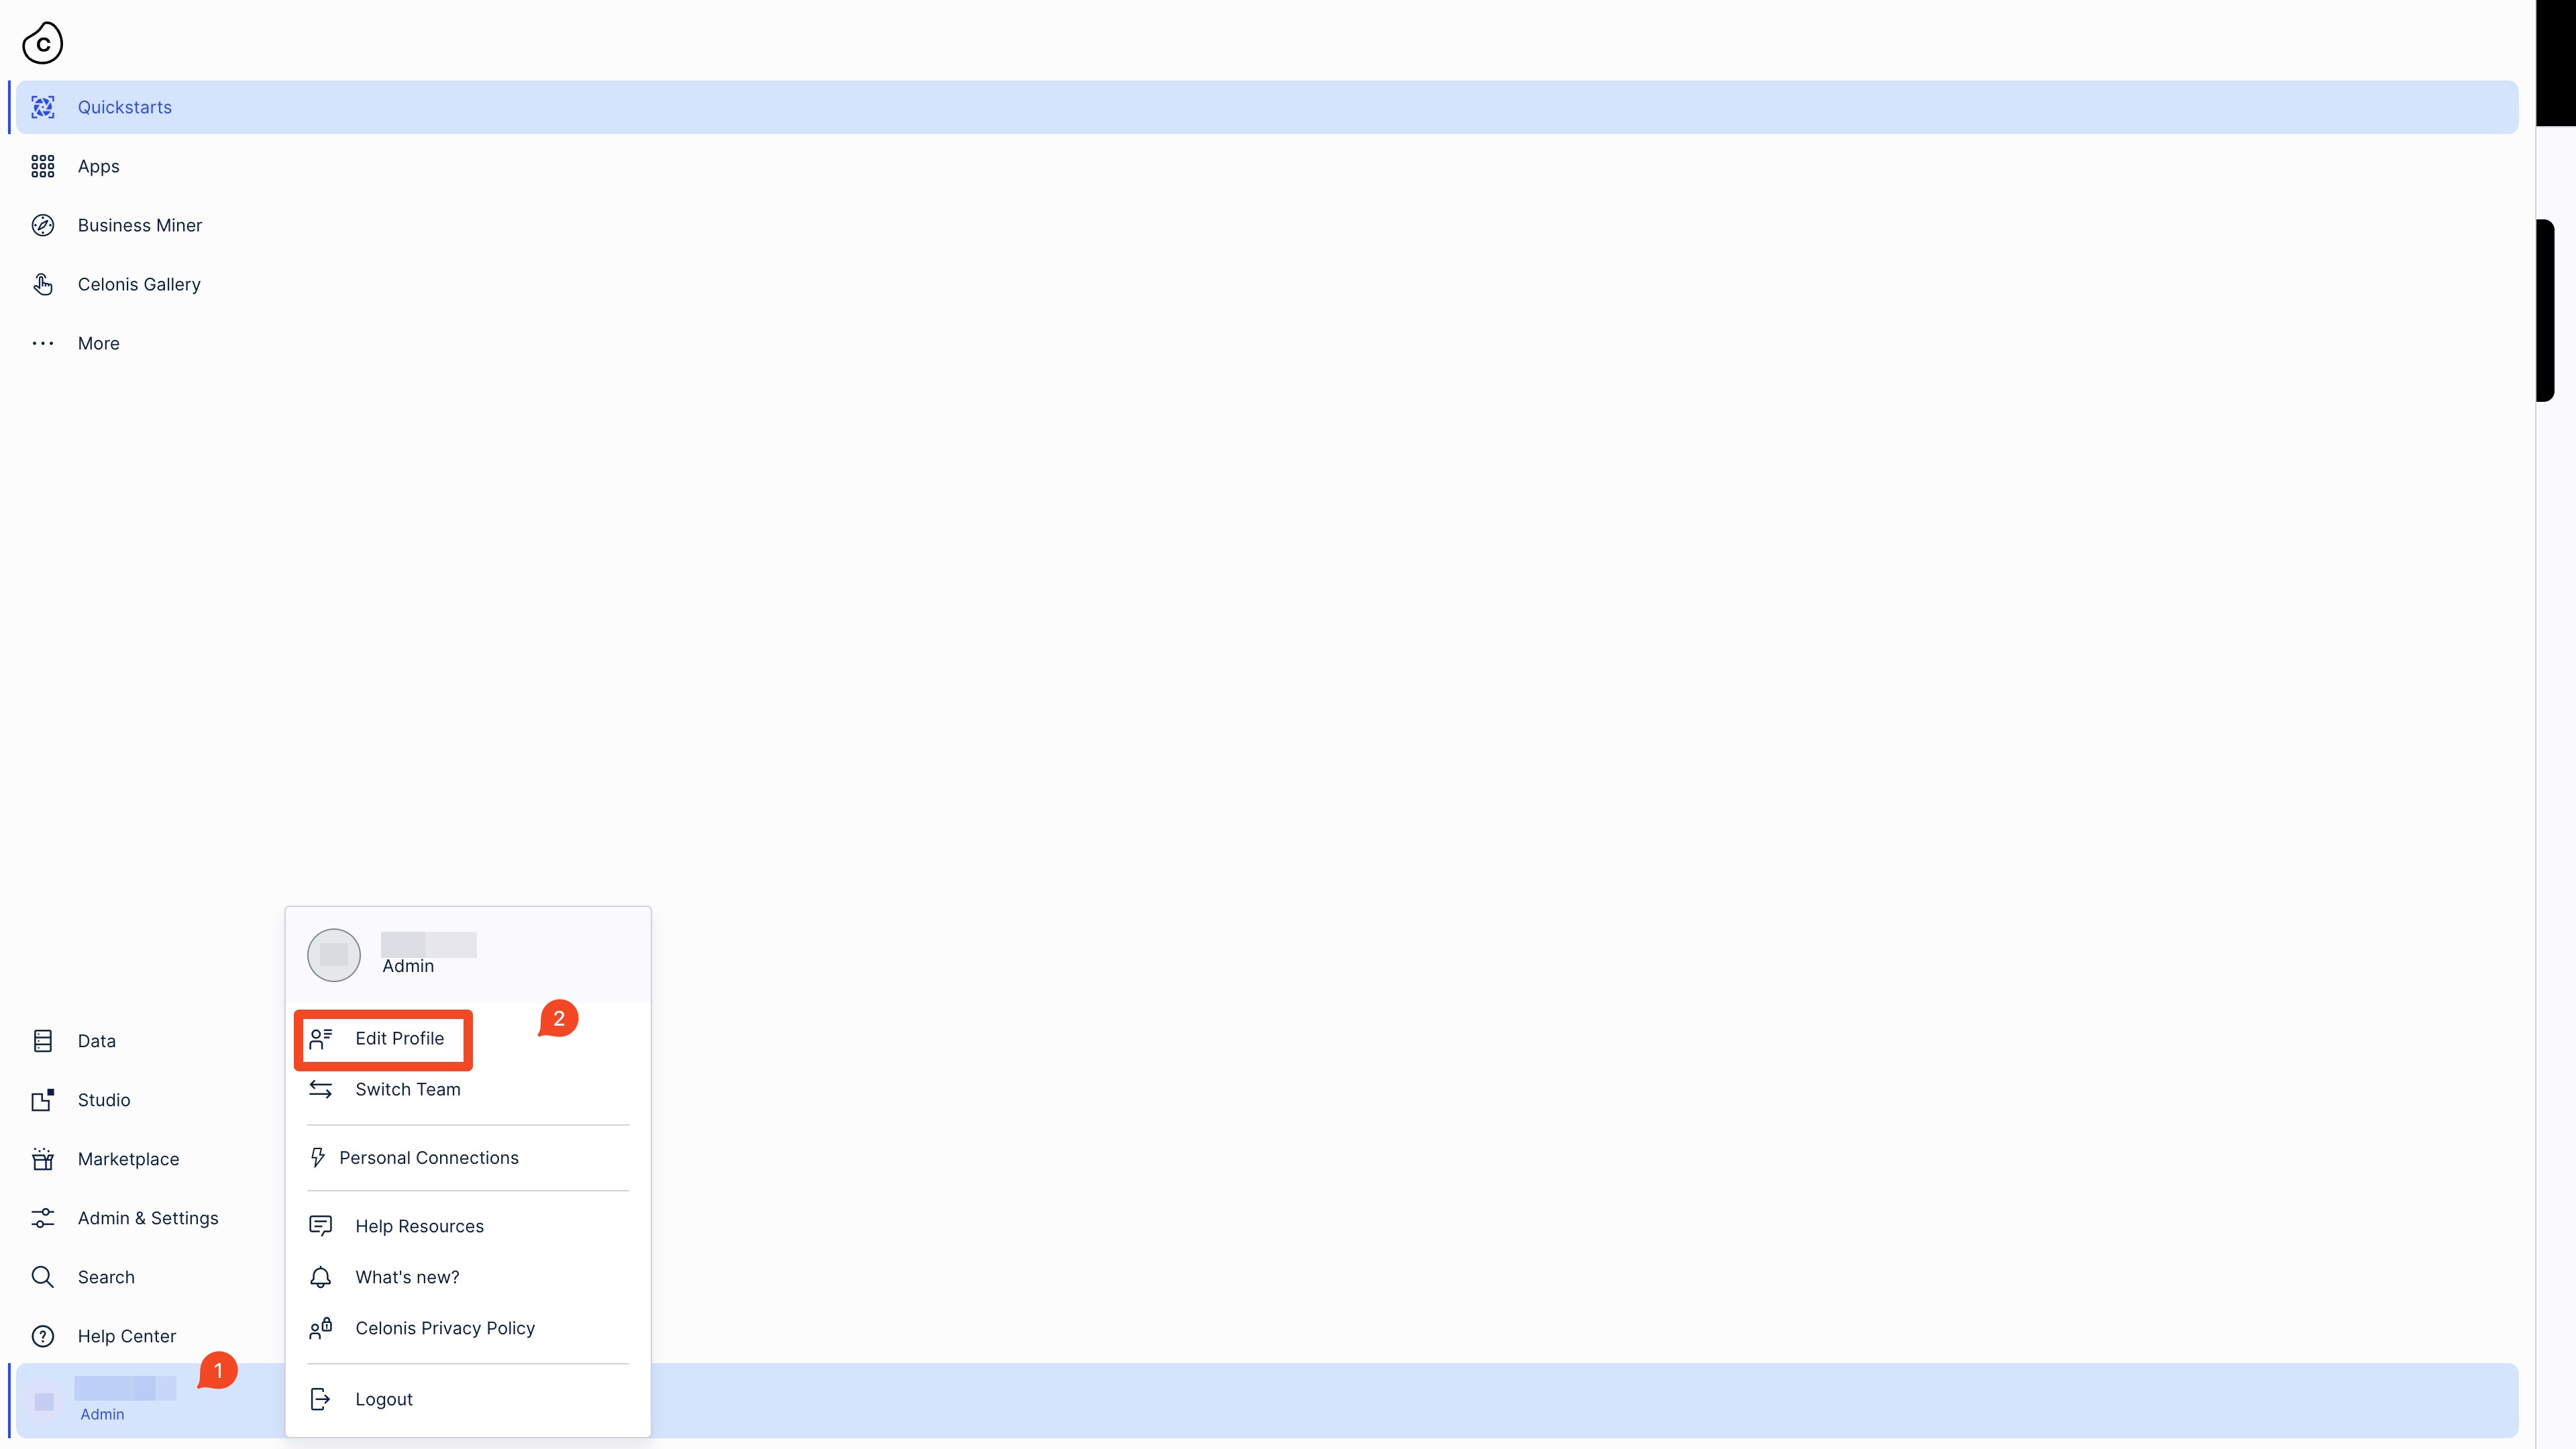 C
Quickstarts
Apps
Business Miner
Celonis Gallery
More
Admin
2
Edit Profile
Data
Switch Team
Studio
Personal Connections
Marketplace
Admin & Settings
Help Resources
Search
What's new?
Celonis Privacy Policy
Help Center
1
Logout
Admin